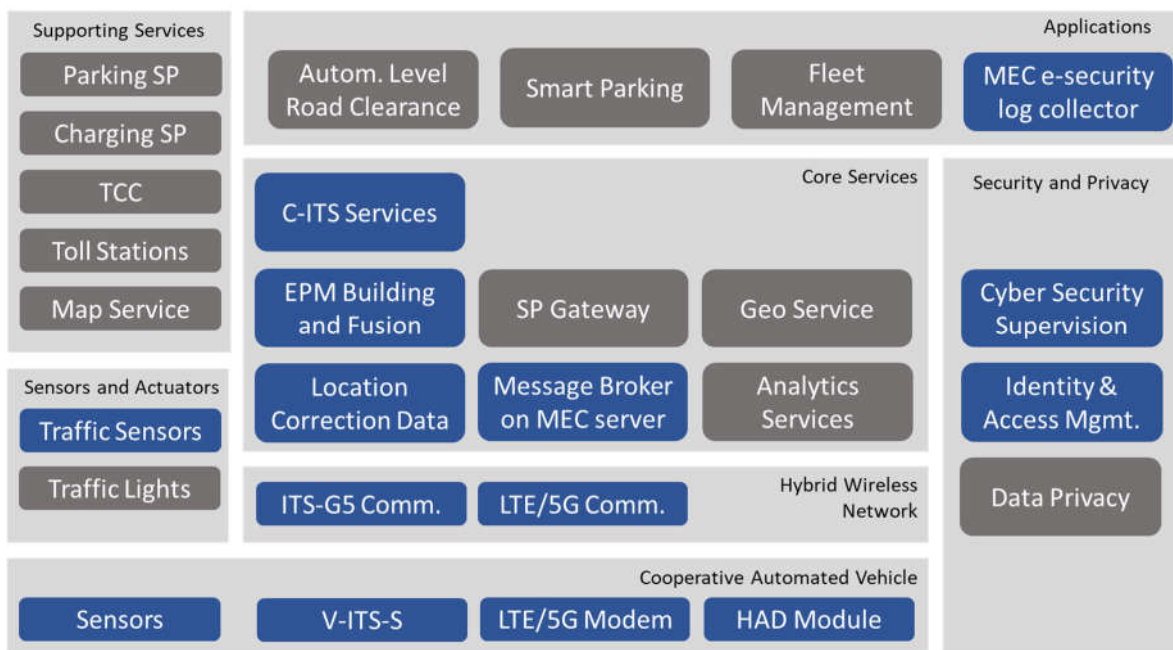 Supporting Services
Parking SP
Charging SP
TCC
Toll Stations
Map Service
Applications
Autom. Level
Road Clearance
Smart Parking
Fleet
Management
MEC e-security
log collector
Core Services
C-ITS Services
EPM Building
and Fusion
SP Gateway
Geo Service
Location
Correction Data
Message Broker
on MEC server
Analytics
Services
Security and Privacy
Cyber Security
Supervision
Identity &
Access Mgmt.
Data Privacy
Sensors and Actuators
Traffic Sensors
Traffic Lights
Hybrid Wireless
Network
ITS-G5 Comm.
LTE/5G Comm.
Cooperative Automated Vehicle
Sensors
V-ITS-S
LTE/5G Modem
HAD Module